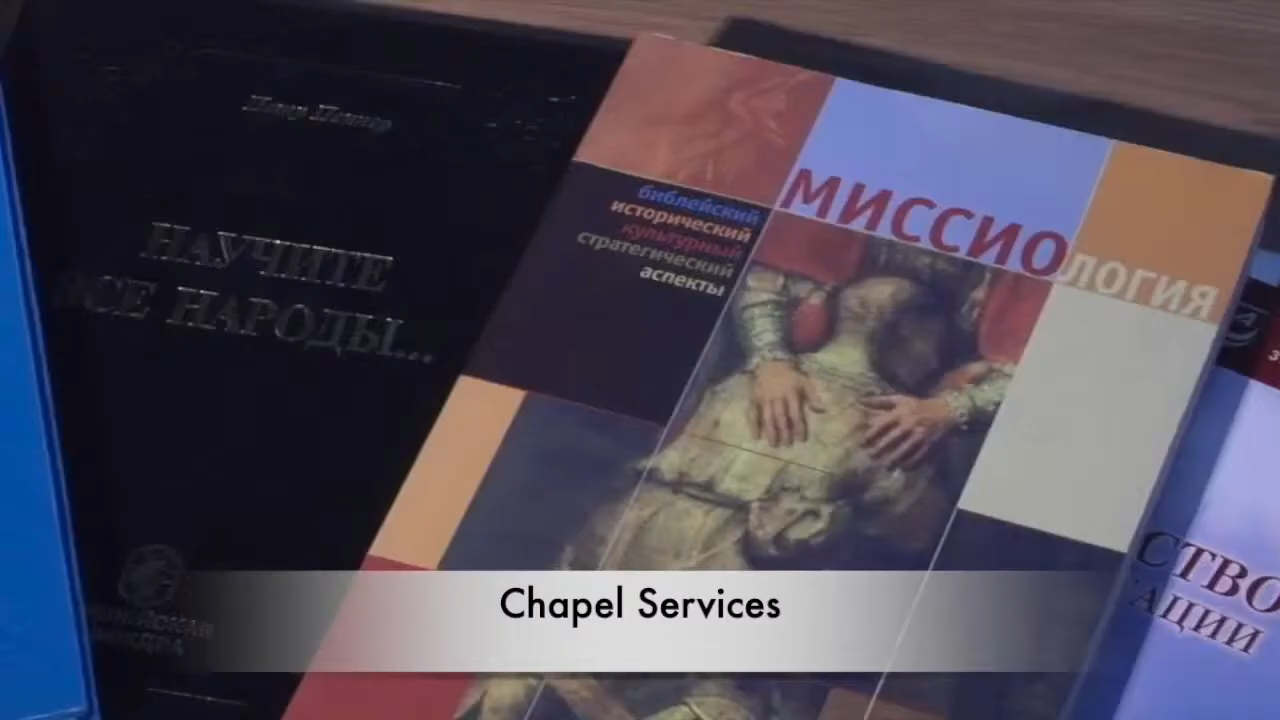 НАУЧИТЕ
ВСЕ НАРОДЫ...
библейский
исторический
культурный
стратегический
аспекты
МИССИОЛОГИЯ
СТВО
АЦИИ
Chapel Services